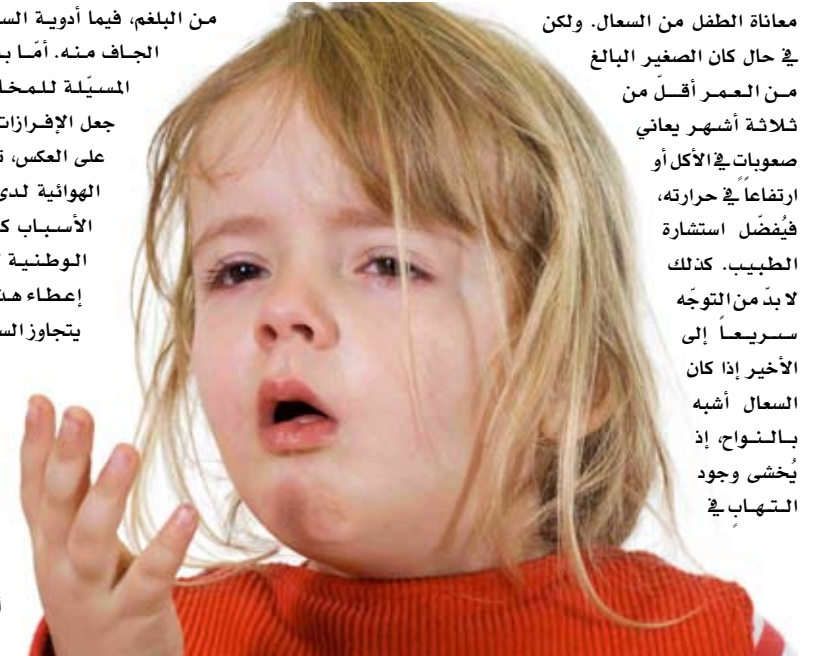 معاناة الطفل من السعال. ولكن
في حال كان الصغير البالغ
من العمر أقلّ من
ثلاثة أشهر يعاني
صعوباتٍ في الأكل أو
ارتفاعاً في حرارته،
فيُفضّل استشارة
الطبيب. كذلك
لا بدّ من التوجّه
سريعاً إلى
الأخير إذا كان
السعال أشبه
بالنواح، إذ
يُخشى وجود
التهابٍ في
من البلغم، فيما أدوية
الجاف منه. أمّا
المسيّلة
جعل الإفرازات
على العكس،
الهوائية لدى
الأسباب
الوطنية
إعطاء
يتجاوز